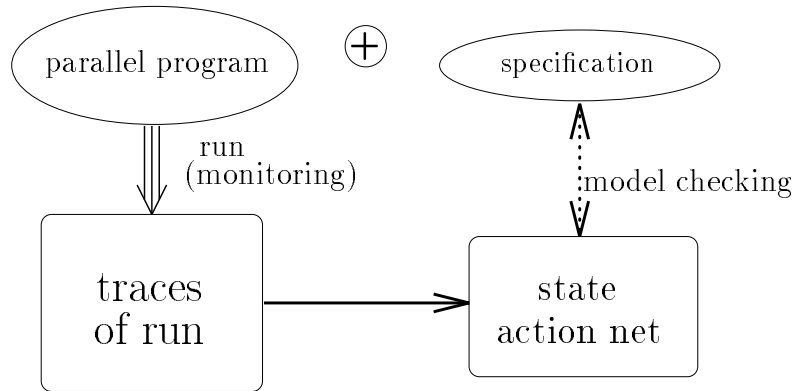 parallel program
+
specification
run
(monitoring)
model checking
traces
of run
state
action net